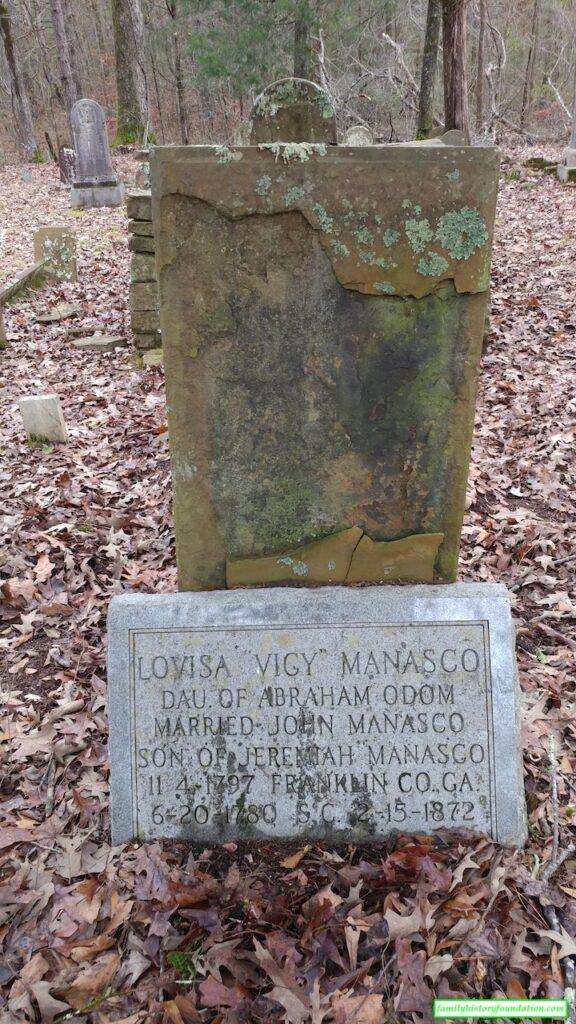 LOVISA "VICY" MANASCO
DAU. OF ABRAHAM ODOM
MARRIED JOHN MANASCO
SON OF JEREMIAH MANASCO
11-4-1797 FRANKLIN CO. GA.
6-20-1780 S.C. 2-15-1872
familyhistoryfoundation.com